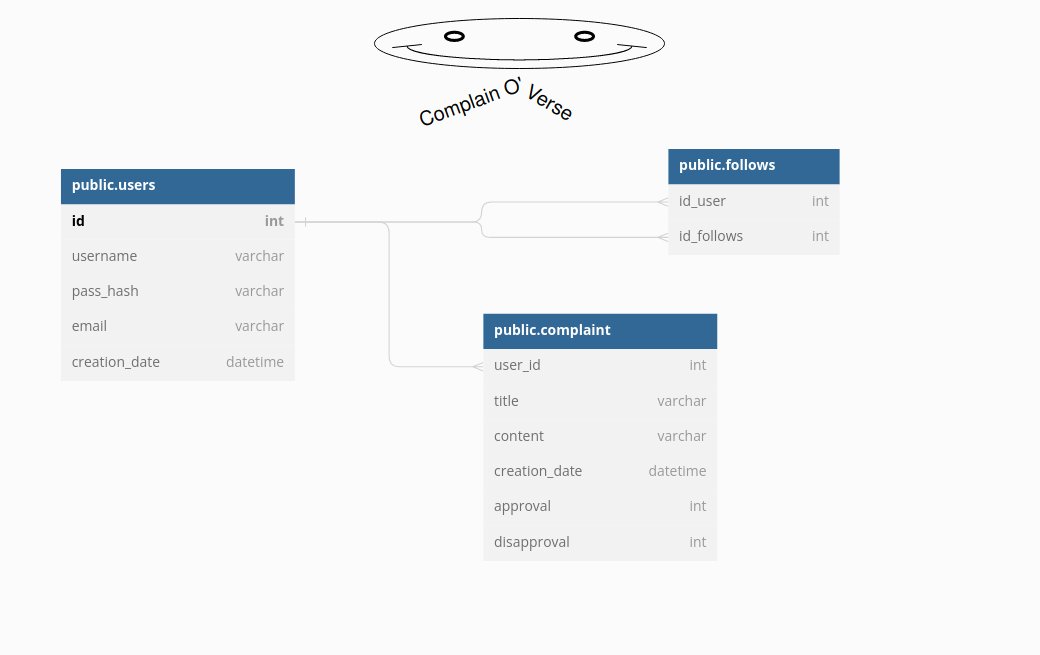 Complain O' Verse
public.users
id int
username varchar
pass_hash varchar
email varchar
creation_date datetime
public.follows
id_user int
id_follows int
public.complaint
user_id int
title varchar
content varchar
creation_date datetime
approval int
disapproval int